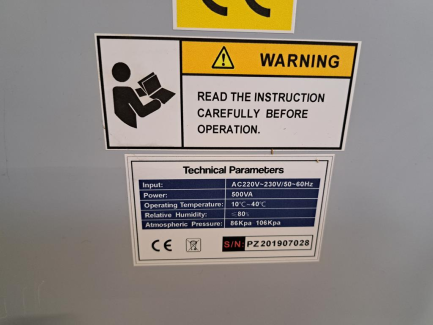 CE
WARNING
READ THE INSTRUCTION
CAREFULLY BEFORE
OPERATION.
Technical Parameters
Input: AC220V~230V/50~60Hz
Power: 500VA
Operating Temperature: 10℃~40℃
Relative Humidity: ≤80%
Atmospheric Pressure: 86Kpa 106Kpa
CE S/N: PZ201907028